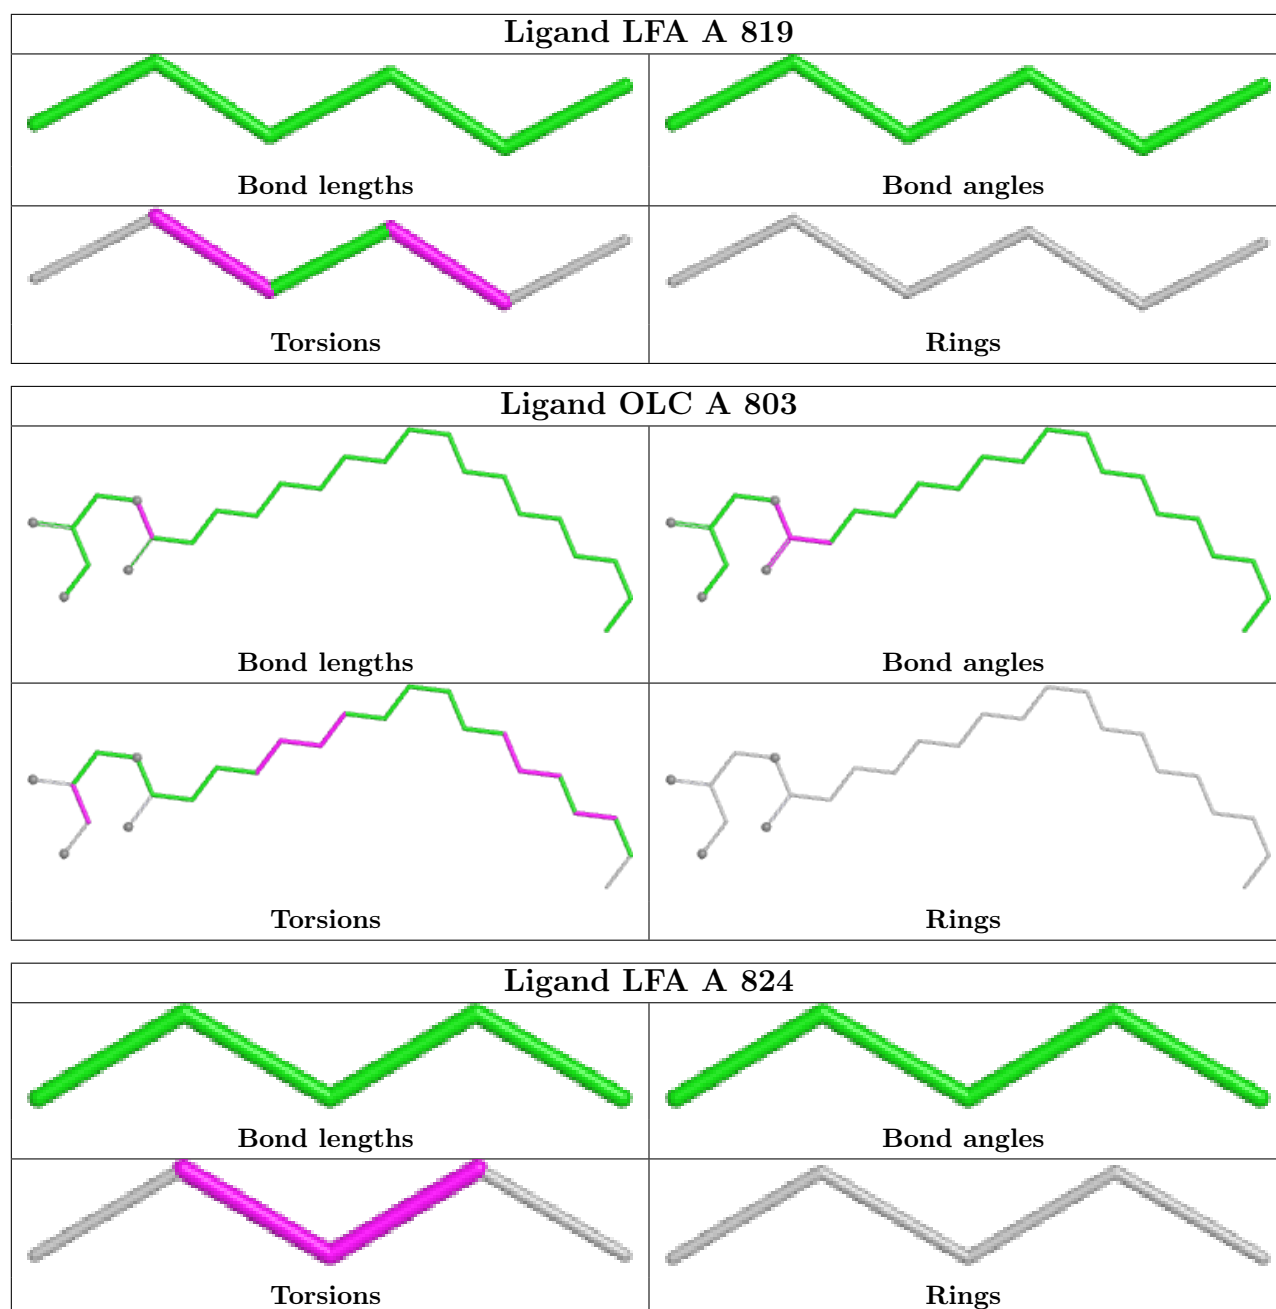 Ligand LFA A 819
Bond lengths
Bond angles
Torsions
Rings
Ligand OLC A 803
Bond lengths
Bond angles
Torsions
Rings
Ligand LFA A 824
Bond lengths
Bond angles
Torsions
Rings